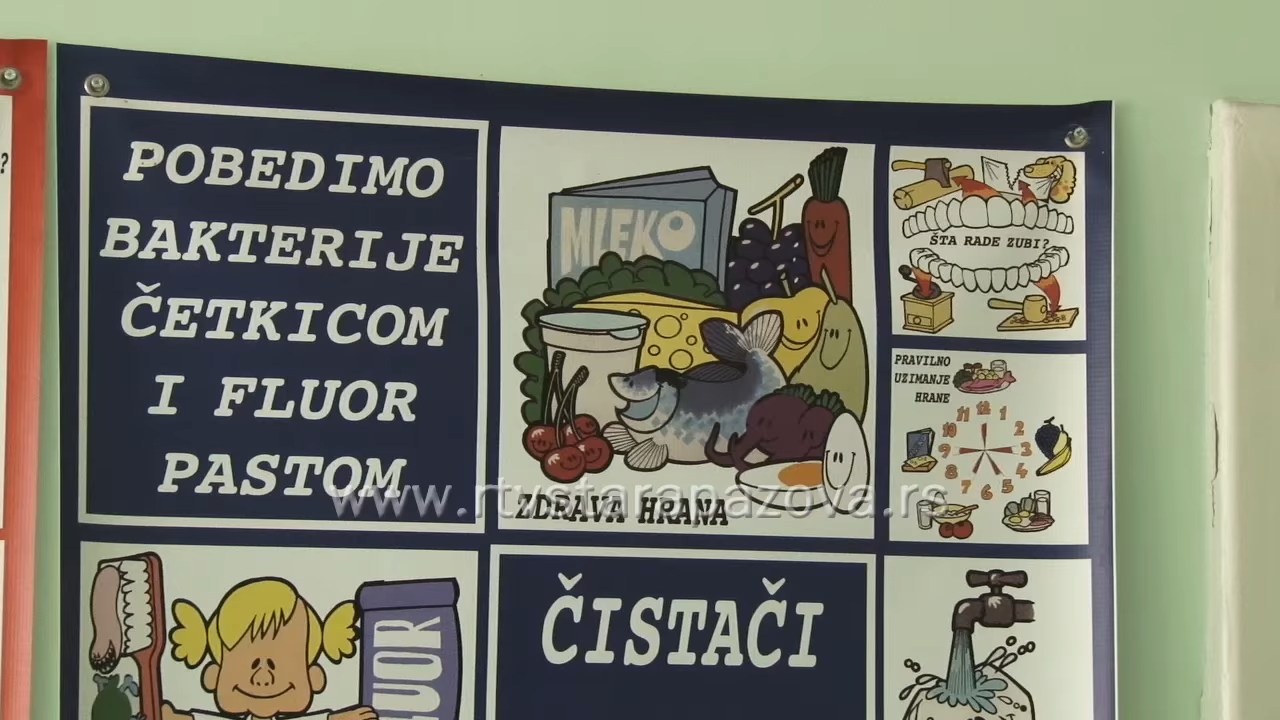 ?
POBEDIMO
BAKTERIJE
ČETKICOM
I FLUOR
PASTOM
MLEKO
ZDRAVA HRANA
ŠTA RADE ZUBI?
PRAVILNO
UZIMANJE
HRANE
12
11 1
10 2
9 3
8 4
7 5
6
www.rtvstarapazova.rs
UOR
ČISTAČI